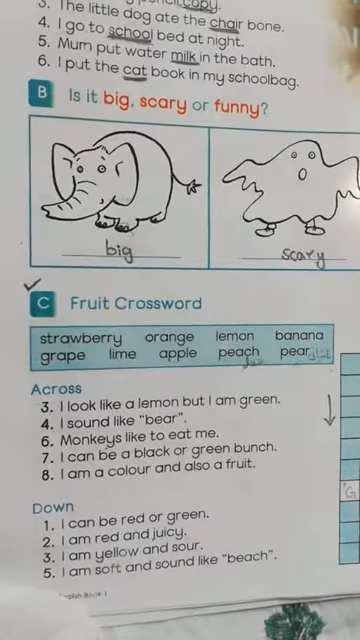 copy.
3. The little dog ate the chair bone.
4. I go to school bed at night.
5. Mum put water milk in the bath.
6. I put the cat book in my schoolbag.
B Is it big, scary or funny?
big scary
C Fruit Crossword
strawberry orange lemon banana
grape lime apple peach pear
Across
3. I look like a lemon but I am green.
4. I sound like "bear".
6. Monkeys like to eat me.
7. I can be a black or green bunch.
8. I am a colour and also a fruit.
Down
1. I can be red or green.
2. I am red and juicy.
3. I am yellow and sour.
5. I am soft and sound like "beach".
G
English Book 1